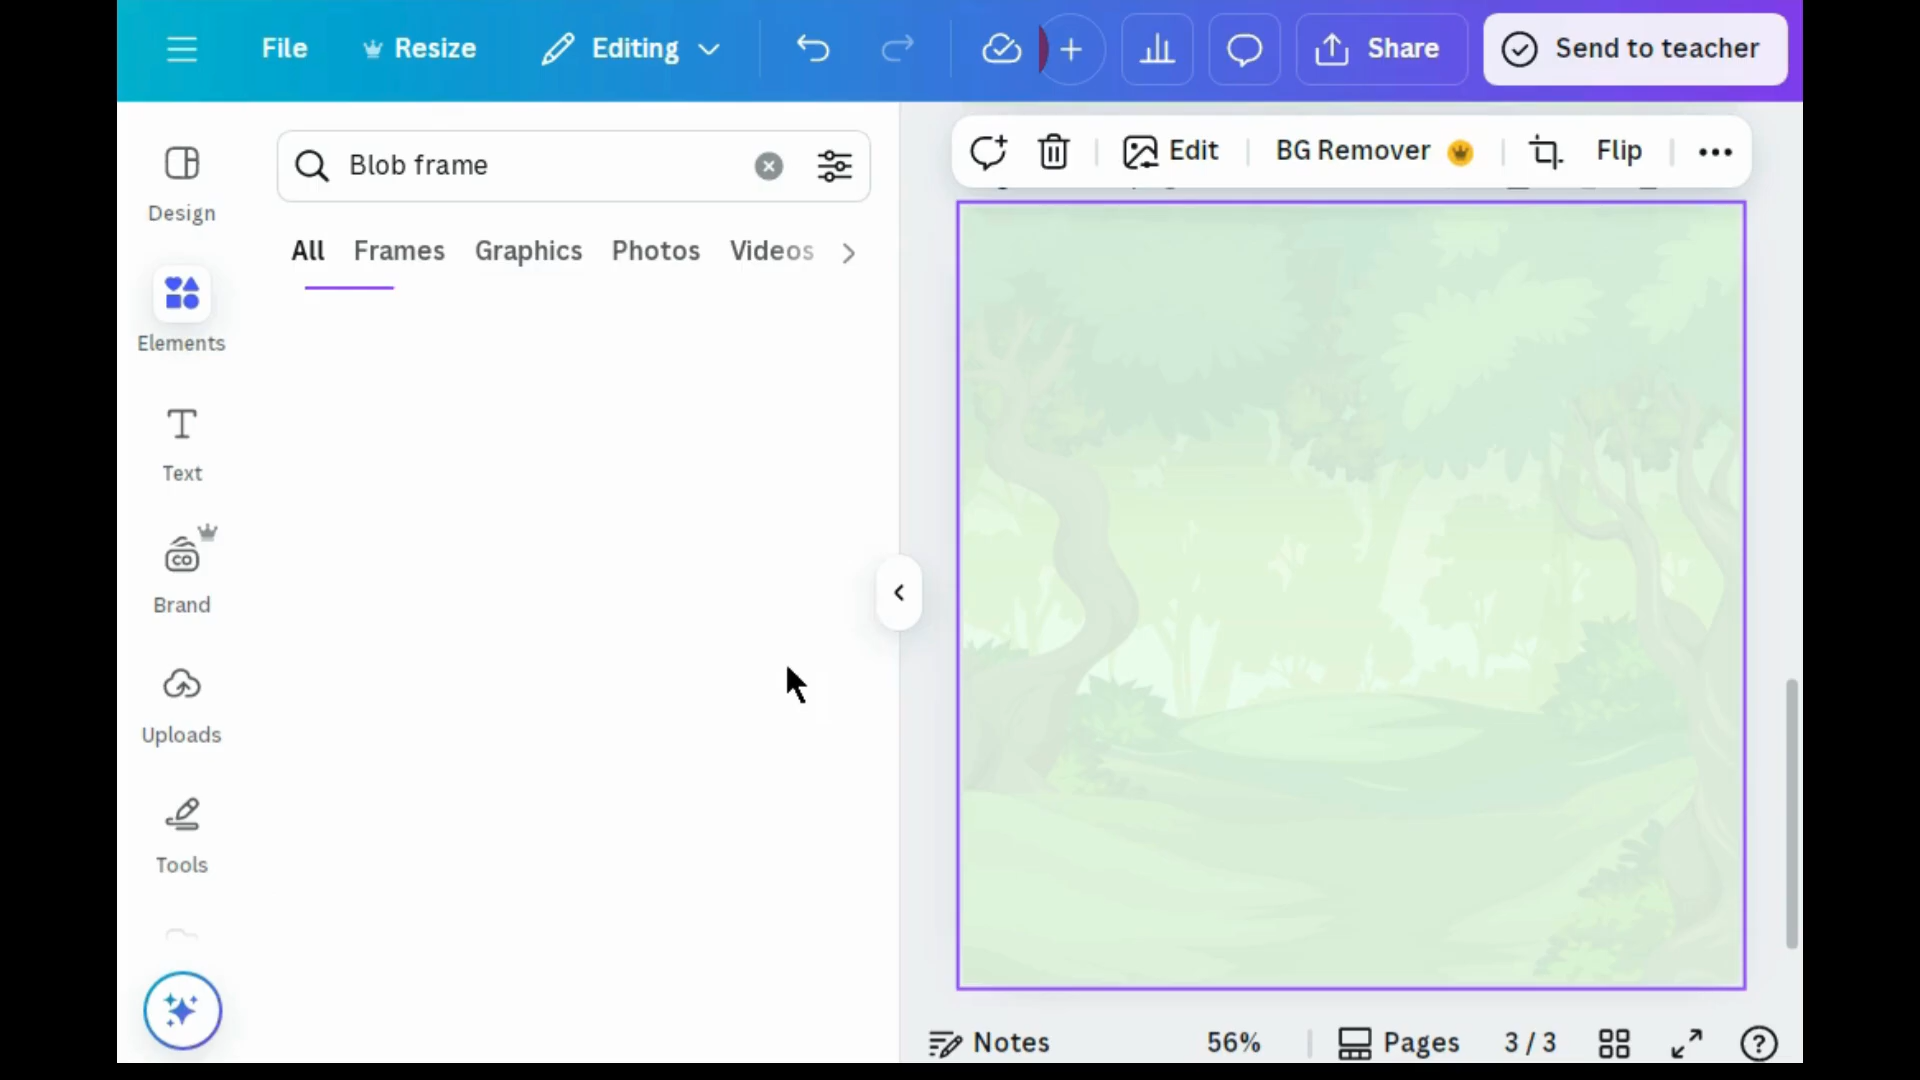 File
Resize
Editing
Share
Send to teacher
Design
Elements
Text
Brand
Uploads
Tools
Blob frame
All
Frames
Graphics
Photos
Videos
Edit
BG Remover
Flip
CO
Notes
56%
Pages
3 / 3